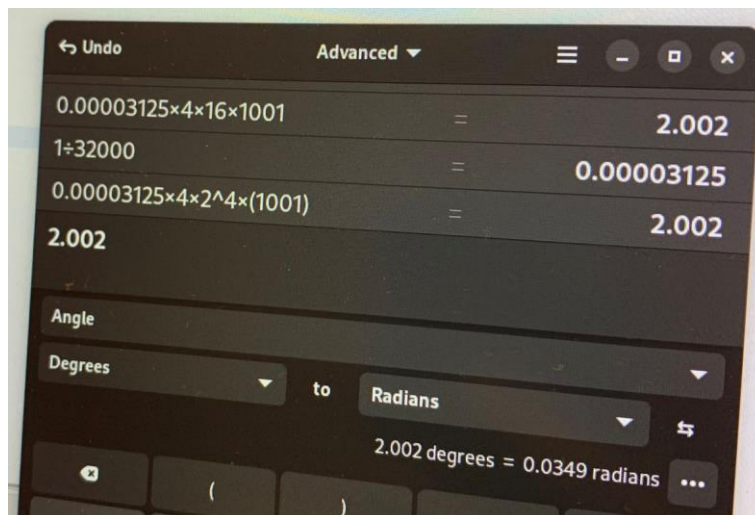 Undo Advanced
0.00003125×4×16×1001 = 2.002
1÷32000 = 0.00003125
0.00003125×4×2^4×(1001) = 2.002
2.002
Angle
Degrees to Radians
2.002 degrees = 0.0349 radians
( )